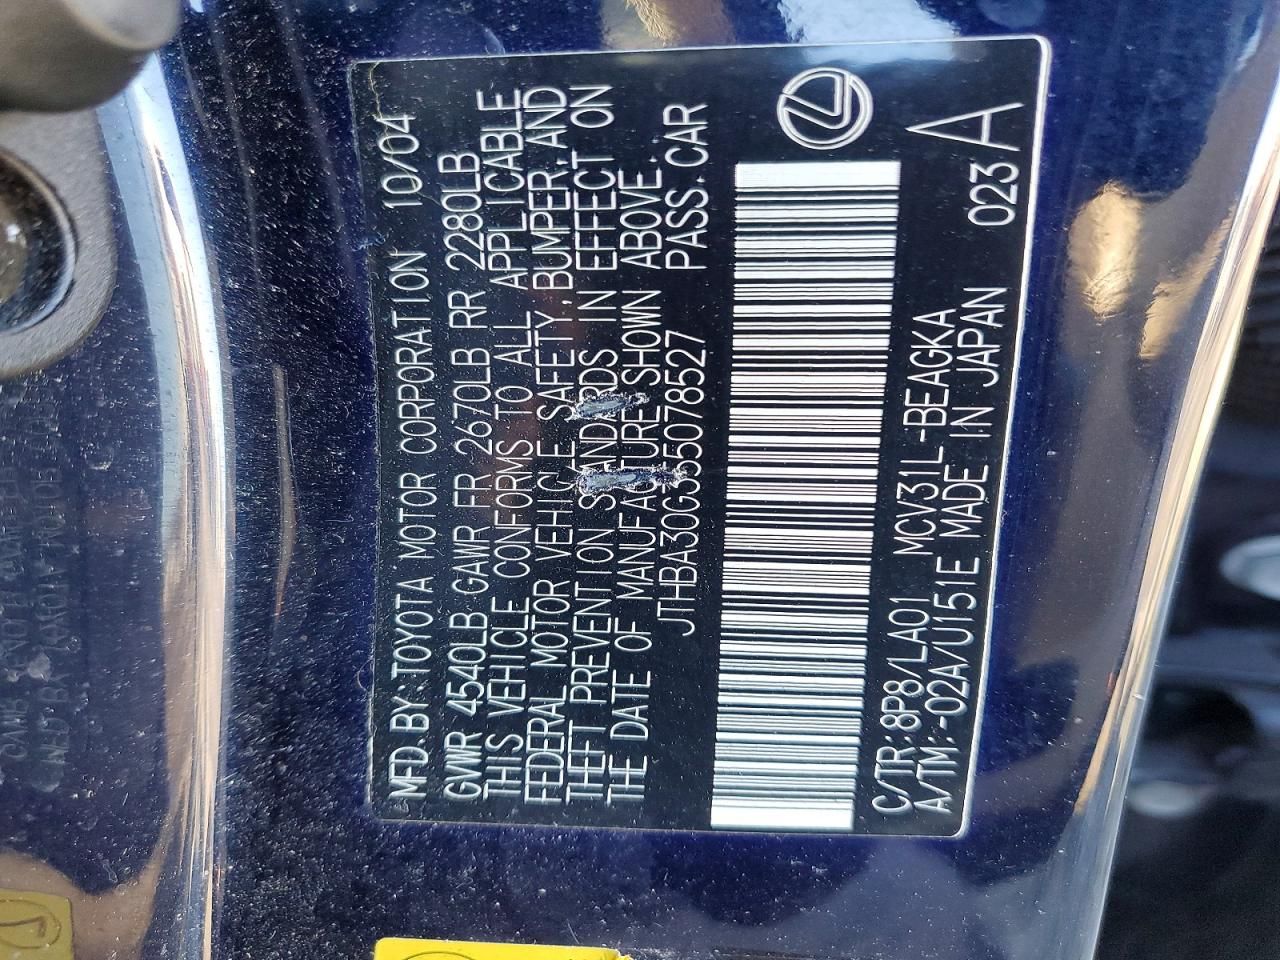 MFD.BY:TOYOTA MOTOR CORPORATION 10/04
GVWR 4540LB GAWR FR 2670LB RR 2280LB
THIS VEHICLE CONFORMS TO ALL APPLICABLE
FEDERAL MOTOR VEHICLE SAFETY,BUMPER,AND
THEFT PREVENTION STANDARDS IN EFFECT ON
THE DATE OF MANUFACTURE SHOWN ABOVE.
JTHBA30G355078527 PASS.CAR
C/TR:8P8/LA01 MCV31L-BEAGKA
A/TM:-02A/U151E MADE IN JAPAN 023
A